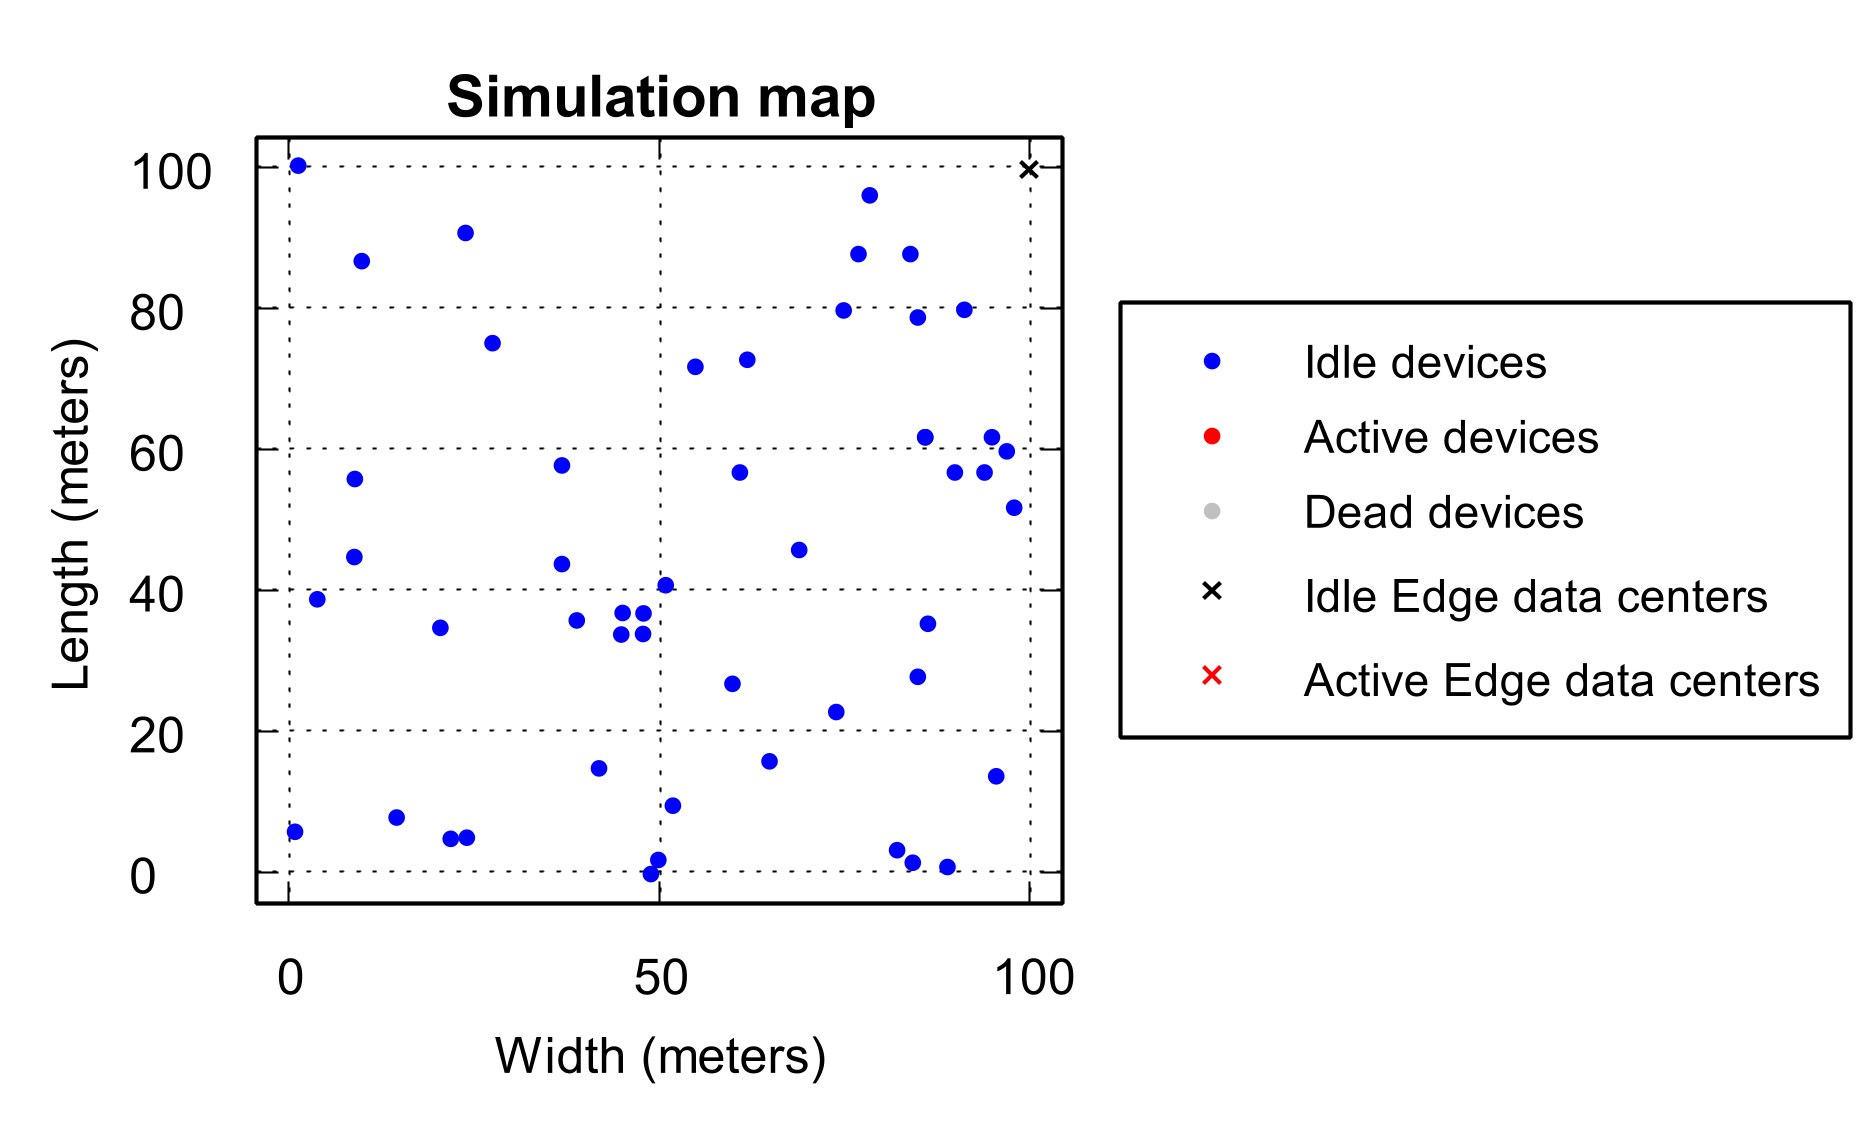 Simulation map
100
80
60
40
20
0
Length (meters)
0 50 100
Width (meters)
Idle devices
Active devices
Dead devices
Idle Edge data centers
Active Edge data centers